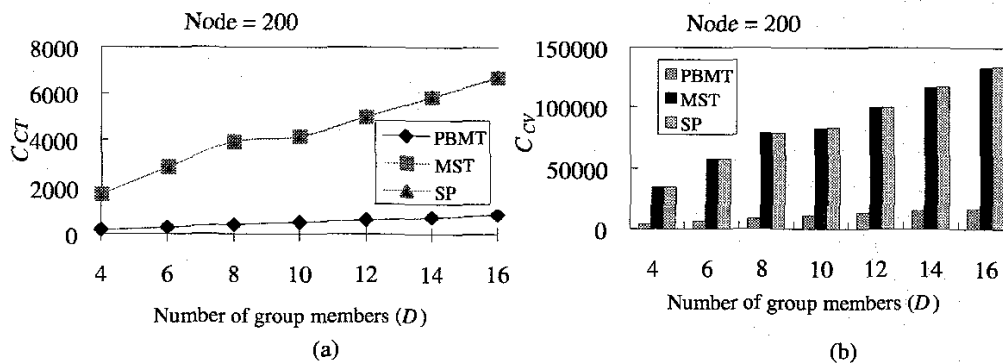 Node = 200
8000
6000
4000
2000
0
C_CT
PBMT
MST
SP
4 6 8 10 12 14 16
Number of group members (D)
(a)
Node = 200
150000
100000
50000
0
C_CV
PBMT
MST
SP
4 6 8 10 12 14 16
Number of group members (D)
(b)